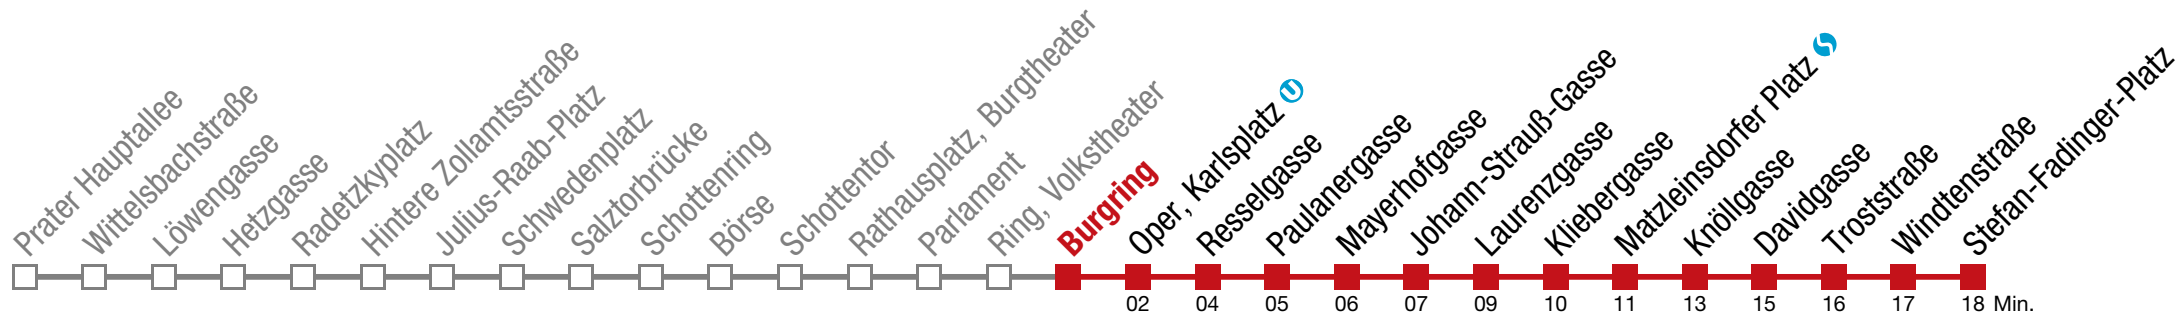 Prater Hauptallee
Wittelsbachstraße
Löwengasse
Hetzgasse
Radetzkyplatz
Hintere Zollamtsstraße
Julius-Raab-Platz
Schwedenplatz
Salztorbrücke
Schottenring
Börse
Schottentor
Rathausplatz, Burgtheater
Parlament
Ring, Volkstheater
Burgring
Oper, Karlsplatz U
Resselgasse
Paulanergasse
Mayerhofgasse
Johann-Strauß-Gasse
Laurenzgasse
Kliebergasse
Matzleinsdorfer Platz S
Knöllgasse
Davidgasse
Troststraße
Windtenstraße
Stefan-Fadinger-Platz
02 04 05 06 07 09 10 11 13 15 16 17 18 Min.